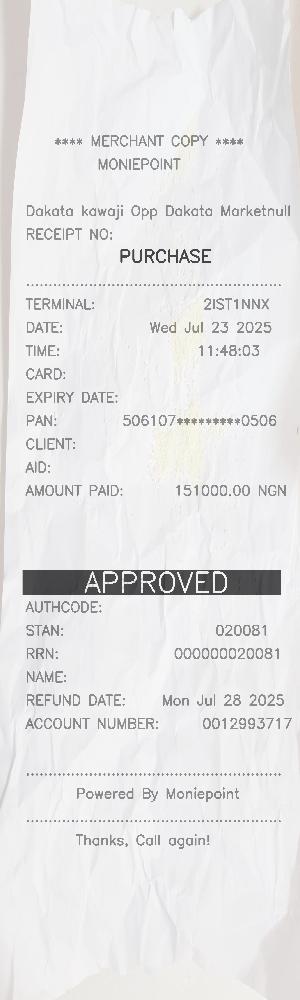 **** MERCHANT COPY ****
MONIEPOINT
Dakata kawaji Opp Dakata Marketnull
RECEIPT NO:
PURCHASE
TERMINAL: 2IST1NNX
DATE: Wed Jul 23 2025
TIME: 11:48:03
CARD:
EXPIRY DATE:
PAN: 506107*********0506
CLIENT:
AID:
AMOUNT PAID: 151000.00 NGN
APPROVED
AUTHCODE:
STAN: 020081
RRN: 000000020081
NAME:
REFUND DATE: Mon Jul 28 2025
ACCOUNT NUMBER: 0012993717
Powered By Moniepoint
Thanks, Call again!